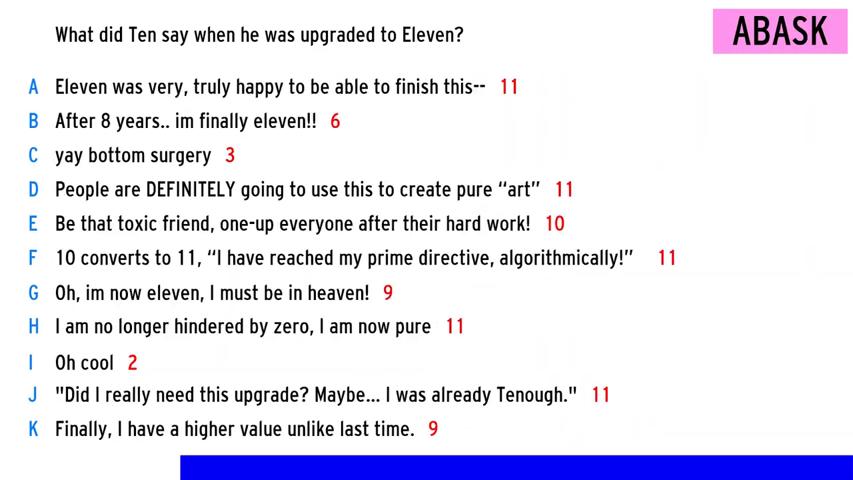 What did Ten say when he was upgraded to Eleven?
ABASK
A Eleven was very, truly happy to be able to finish this-- 11
B After 8 years.. im finally eleven!! 6
C yay bottom surgery 3
D People are DEFINITELY going to use this to create pure “art” 11
E Be that toxic friend, one-up everyone after their hard work! 10
F 10 converts to 11, “I have reached my prime directive, algorithmically!” 11
G Oh, im now eleven, I must be in heaven! 9
H I am no longer hindered by zero, I am now pure 11
I Oh cool 2
J "Did I really need this upgrade? Maybe... I was already Tenough." 11
K Finally, I have a higher value unlike last time. 9